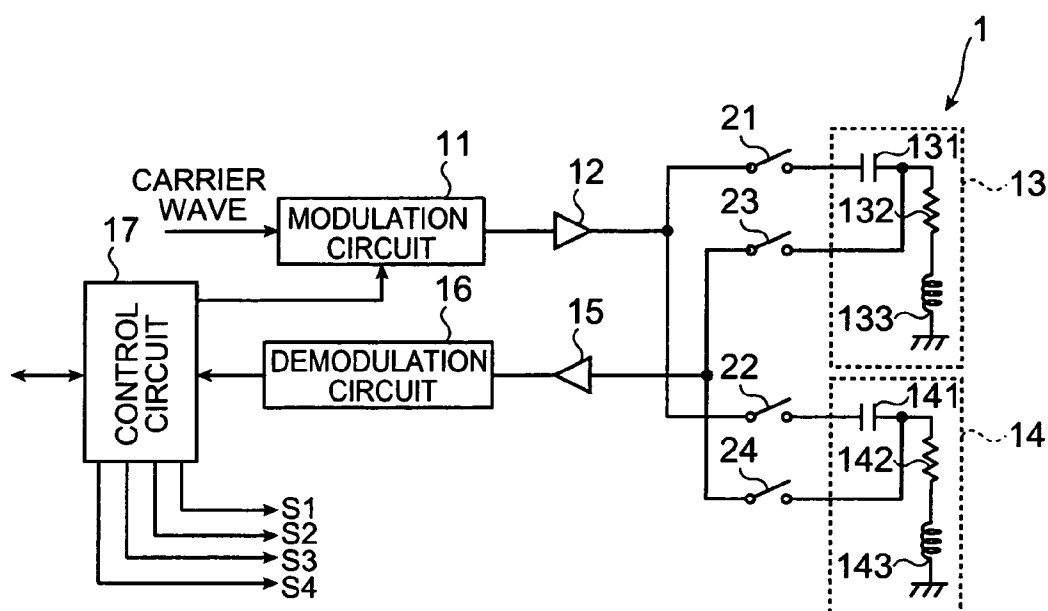 1
21
131
11
12
13
CARRIER
WAVE
MODULATION
CIRCUIT
132
23
17
16
15
133
CONTROL
CIRCUIT
DEMODULATION
CIRCUIT
22
141
14
142
24
S1
S2
S3
S4
143